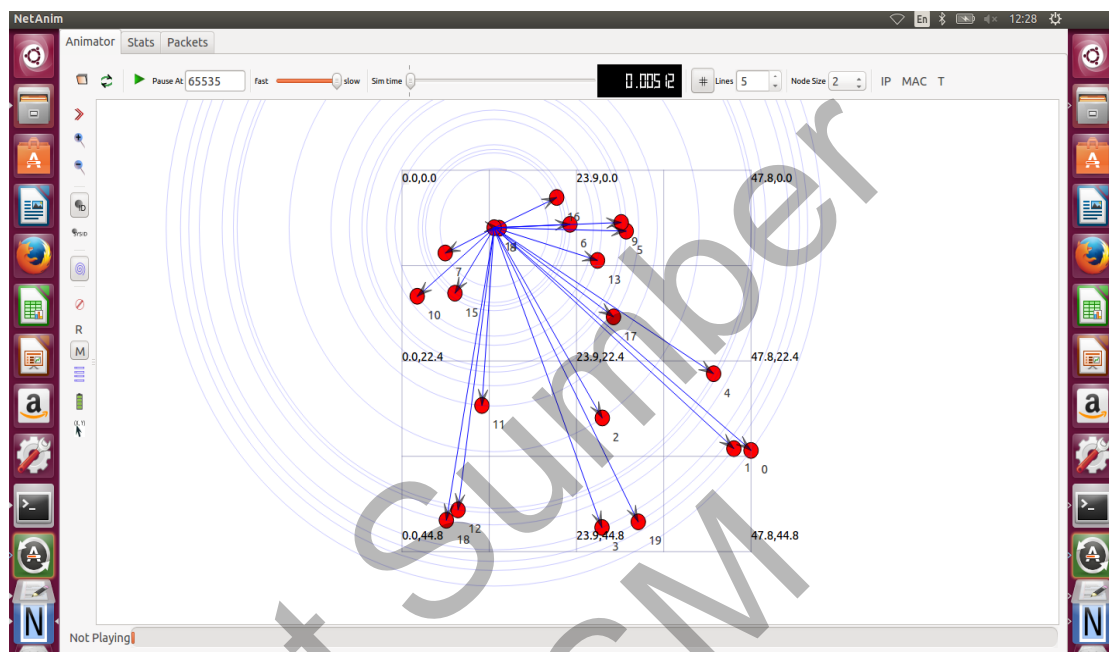 NetAnim
En
12:28
Animator Stats Packets
Pause At 65535 fast slow Sim time 0.00512 # Lines 5 Node Size 2 IP MAC T
ID
SYSID
R
M
(X,Y)
0.0,0.0 23.9,0.0 47.8,0.0
16
9
6 5
7
13
10 15
17
0.0,22.4 23.9,22.4 47.8,22.4
4
11 2
1 0
12
0.0,44.8 23.9,44.8 47.8,44.8
18 3 19
Not Playing
t Sumber
CM